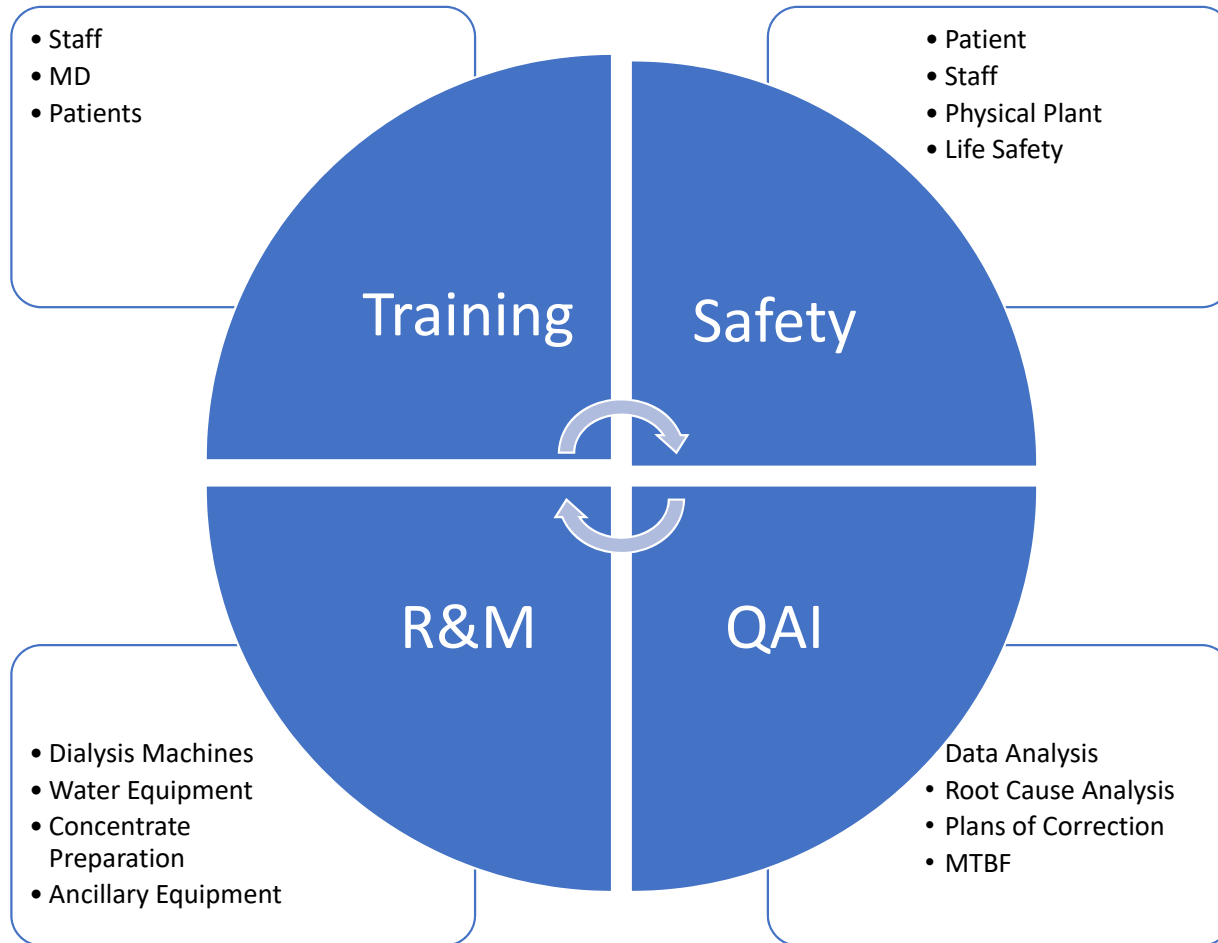 • Staff
• MD
• Patients
• Patient
• Staff
• Physical Plant
• Life Safety
Training
Safety
R&M
QAI
• Dialysis Machines
• Water Equipment
• Concentrate
Preparation
• Ancillary Equipment
Data Analysis
• Root Cause Analysis
• Plans of Correction
• MTBF